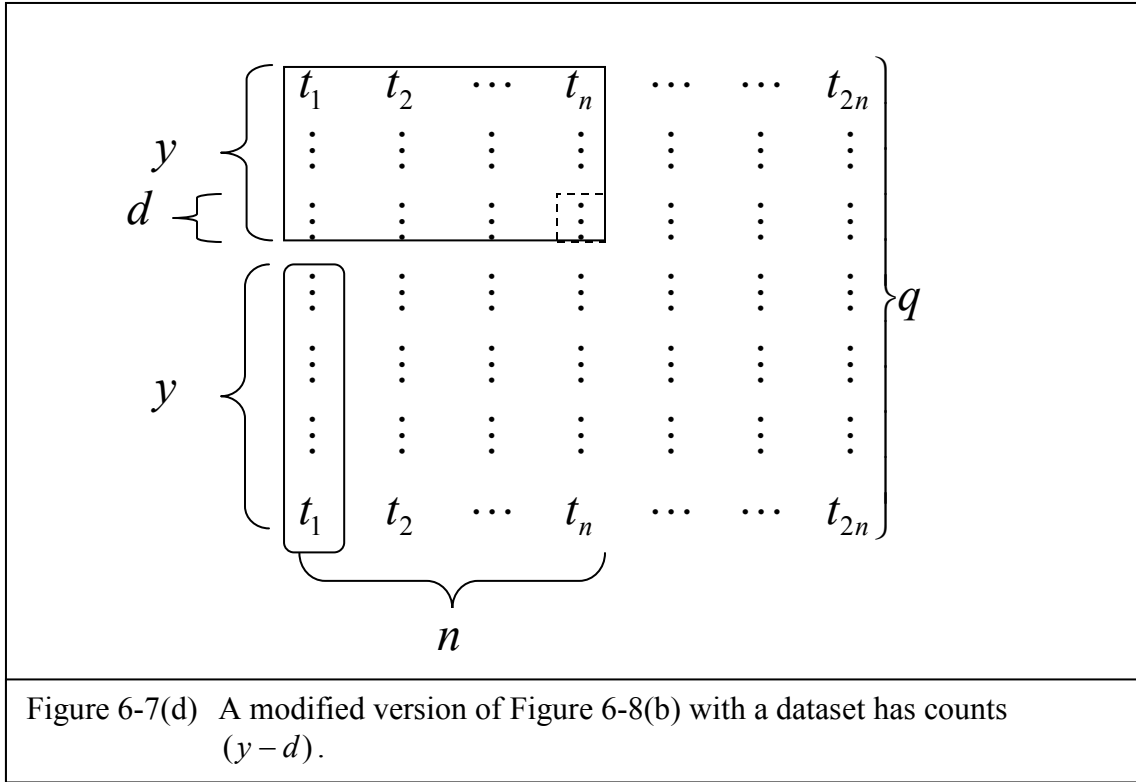 t₁ t₂ ⋯ tₙ ⋯ ⋯ t₂ₙ
y
⋮ ⋮ ⋮ ⋮ ⋮ ⋮ ⋮
d
⋮ ⋮ ⋮ ⋮ ⋮ ⋮ ⋮
⋮ ⋮ ⋮ ⋮ ⋮ ⋮ ⋮ q
⋮ ⋮ ⋮ ⋮ ⋮ ⋮ ⋮
y
⋮ ⋮ ⋮ ⋮ ⋮ ⋮ ⋮
t₁ t₂ ⋯ tₙ ⋯ ⋯ t₂ₙ
n
Figure 6-7(d) A modified version of Figure 6-8(b) with a dataset has counts
(y − d).